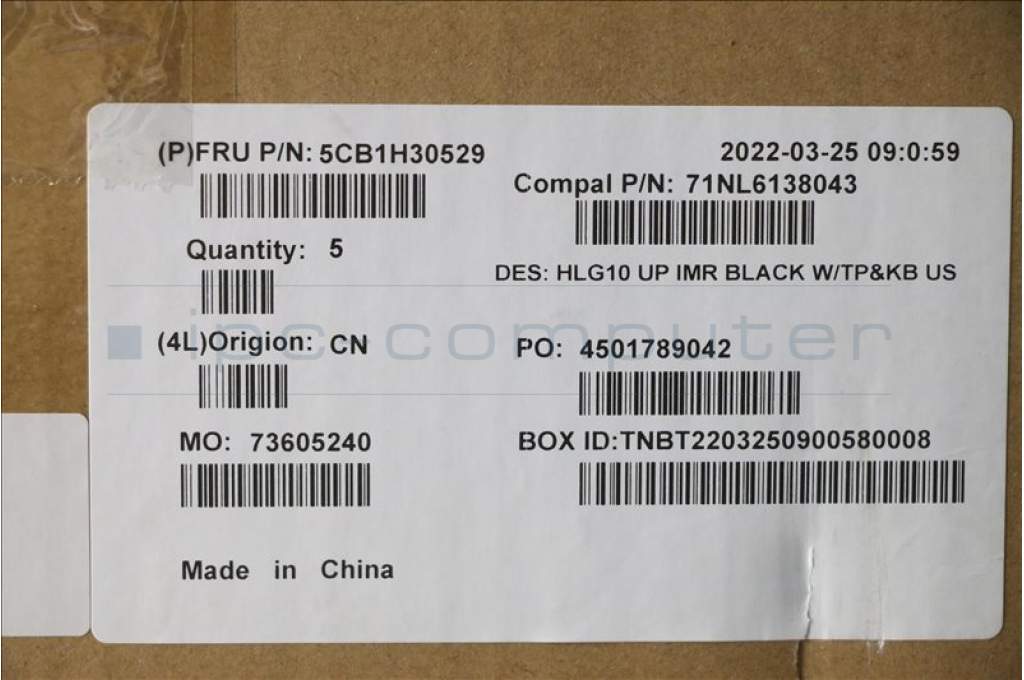 (P)FRU P/N: 5CB1H30529
2022-03-25 09:0:59
Compal P/N: 71NL6138043
Quantity: 5
DES: HLG10 UP IMR BLACK W/TP&KB US
(4L)Origion: CN
PO: 4501789042
ipc-computer
MO: 73605240
BOX ID:TNBT2203250900580008
Made in China